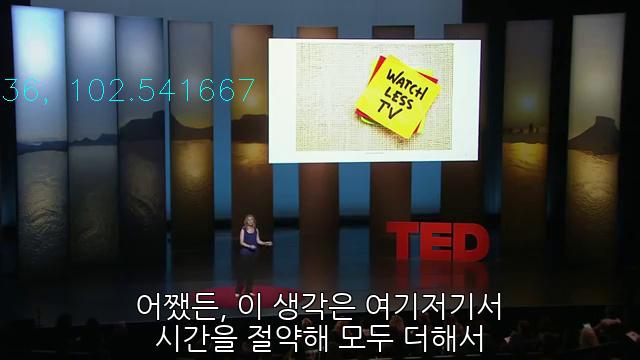 36, 102.541667
WATCH
LESS
TV
TED
어쨌든, 이 생각은 여기저기서
시간을 절약해 모두 더해서